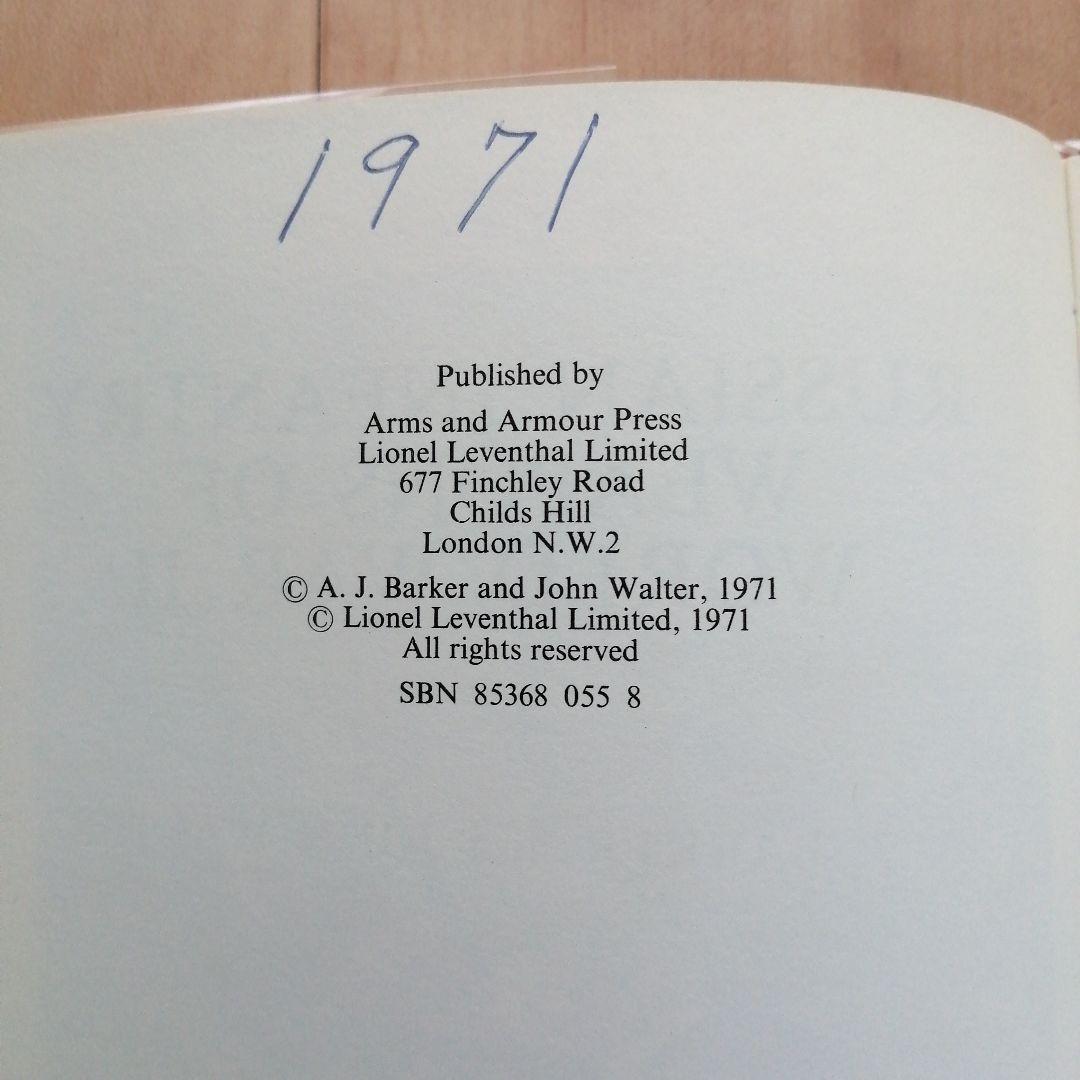 1971
Published by
Arms and Armour Press
Lionel Leventhal Limited
677 Finchley Road
Childs Hill
London N.W.2
© A. J. Barker and John Walter, 1971
© Lionel Leventhal Limited, 1971
All rights reserved
SBN 85368 055 8